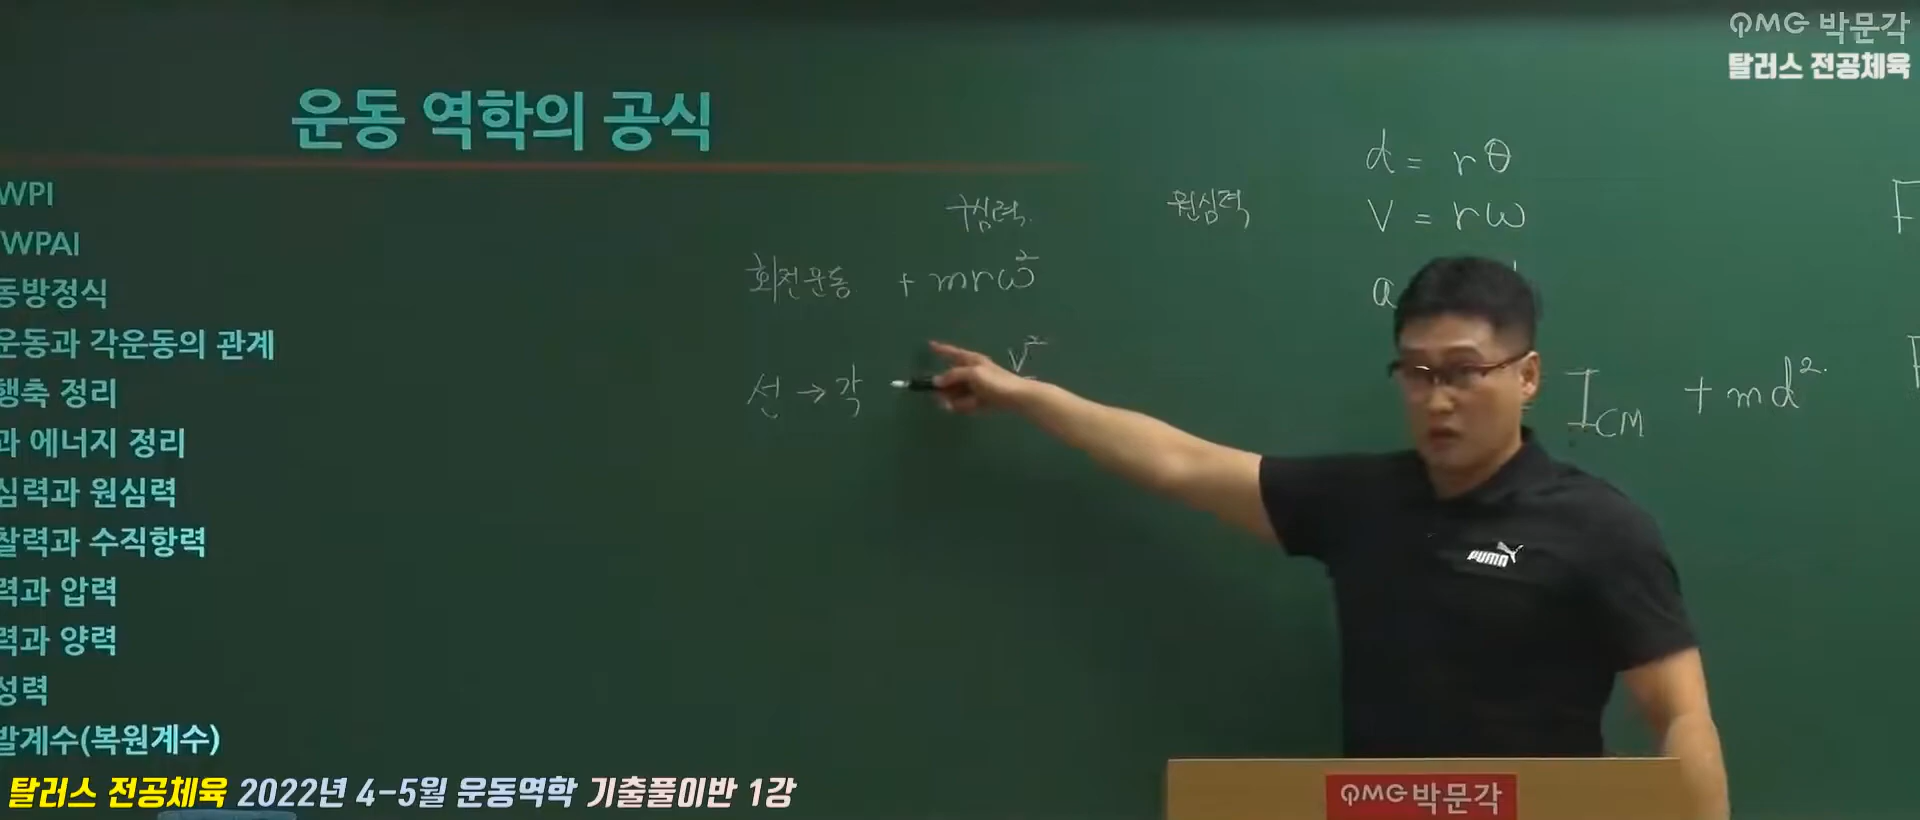 PMG 박문각
탈러스 전공체육
운동 역학의 공식
WPI
WPAI
동방정식
운동과 각운동의 관계
행축 정리
과 에너지 정리
심력과 원심력
찰력과 수직항력
력과 압력
력과 양력
성력
발계수(복원계수)
구심력 원심력
회전운동 + mrω²
선 → 각 v²
d = rθ
V = rω
a
I CM + md²
F
PUMA
PMG 박문각
탈러스 전공체육 2022년 4-5월 운동역학 기출풀이반 1강